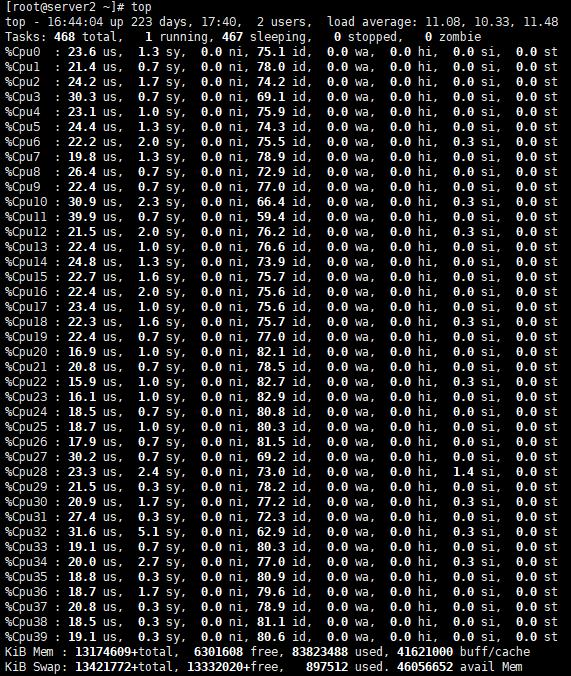 [root@server2 ~]# top
top - 16:44:04 up 223 days, 17:40,  2 users,  load average: 11.08, 10.33, 11.48
Tasks: 468 total,   1 running, 467 sleeping,   0 stopped,   0 zombie
%Cpu0  : 23.6 us,  1.3 sy,  0.0 ni, 75.1 id,  0.0 wa,  0.0 hi,  0.0 si,  0.0 st
%Cpu1  : 21.4 us,  0.7 sy,  0.0 ni, 78.0 id,  0.0 wa,  0.0 hi,  0.0 si,  0.0 st
%Cpu2  : 24.2 us,  1.7 sy,  0.0 ni, 74.2 id,  0.0 wa,  0.0 hi,  0.0 si,  0.0 st
%Cpu3  : 30.3 us,  0.7 sy,  0.0 ni, 69.1 id,  0.0 wa,  0.0 hi,  0.0 si,  0.0 st
%Cpu4  : 23.1 us,  1.0 sy,  0.0 ni, 75.9 id,  0.0 wa,  0.0 hi,  0.0 si,  0.0 st
%Cpu5  : 24.4 us,  1.3 sy,  0.0 ni, 74.3 id,  0.0 wa,  0.0 hi,  0.0 si,  0.0 st
%Cpu6  : 22.2 us,  2.0 sy,  0.0 ni, 75.5 id,  0.0 wa,  0.0 hi,  0.3 si,  0.0 st
%Cpu7  : 19.8 us,  1.3 sy,  0.0 ni, 78.9 id,  0.0 wa,  0.0 hi,  0.0 si,  0.0 st
%Cpu8  : 26.4 us,  0.7 sy,  0.0 ni, 72.9 id,  0.0 wa,  0.0 hi,  0.0 si,  0.0 st
%Cpu9  : 22.4 us,  0.7 sy,  0.0 ni, 77.0 id,  0.0 wa,  0.0 hi,  0.0 si,  0.0 st
%Cpu10 : 30.9 us,  2.3 sy,  0.0 ni, 66.4 id,  0.0 wa,  0.0 hi,  0.3 si,  0.0 st
%Cpu11 : 39.9 us,  0.7 sy,  0.0 ni, 59.4 id,  0.0 wa,  0.0 hi,  0.0 si,  0.0 st
%Cpu12 : 21.5 us,  2.0 sy,  0.0 ni, 76.2 id,  0.0 wa,  0.0 hi,  0.3 si,  0.0 st
%Cpu13 : 22.4 us,  1.0 sy,  0.0 ni, 76.6 id,  0.0 wa,  0.0 hi,  0.0 si,  0.0 st
%Cpu14 : 24.8 us,  1.3 sy,  0.0 ni, 73.9 id,  0.0 wa,  0.0 hi,  0.0 si,  0.0 st
%Cpu15 : 22.7 us,  1.6 sy,  0.0 ni, 75.7 id,  0.0 wa,  0.0 hi,  0.0 si,  0.0 st
%Cpu16 : 22.4 us,  2.0 sy,  0.0 ni, 75.6 id,  0.0 wa,  0.0 hi,  0.0 si,  0.0 st
%Cpu17 : 23.4 us,  1.0 sy,  0.0 ni, 75.6 id,  0.0 wa,  0.0 hi,  0.0 si,  0.0 st
%Cpu18 : 22.3 us,  1.6 sy,  0.0 ni, 75.7 id,  0.0 wa,  0.0 hi,  0.3 si,  0.0 st
%Cpu19 : 22.4 us,  0.7 sy,  0.0 ni, 77.0 id,  0.0 wa,  0.0 hi,  0.0 si,  0.0 st
%Cpu20 : 16.9 us,  1.0 sy,  0.0 ni, 82.1 id,  0.0 wa,  0.0 hi,  0.0 si,  0.0 st
%Cpu21 : 20.8 us,  0.7 sy,  0.0 ni, 78.5 id,  0.0 wa,  0.0 hi,  0.0 si,  0.0 st
%Cpu22 : 15.9 us,  1.0 sy,  0.0 ni, 82.7 id,  0.0 wa,  0.0 hi,  0.3 si,  0.0 st
%Cpu23 : 16.1 us,  1.0 sy,  0.0 ni, 82.9 id,  0.0 wa,  0.0 hi,  0.0 si,  0.0 st
%Cpu24 : 18.5 us,  0.7 sy,  0.0 ni, 80.8 id,  0.0 wa,  0.0 hi,  0.0 si,  0.0 st
%Cpu25 : 18.7 us,  1.0 sy,  0.0 ni, 80.3 id,  0.0 wa,  0.0 hi,  0.0 si,  0.0 st
%Cpu26 : 17.9 us,  0.7 sy,  0.0 ni, 81.5 id,  0.0 wa,  0.0 hi,  0.0 si,  0.0 st
%Cpu27 : 30.2 us,  0.7 sy,  0.0 ni, 69.2 id,  0.0 wa,  0.0 hi,  0.0 si,  0.0 st
%Cpu28 : 23.3 us,  2.4 sy,  0.0 ni, 73.0 id,  0.0 wa,  0.0 hi,  1.4 si,  0.0 st
%Cpu29 : 21.5 us,  0.3 sy,  0.0 ni, 78.2 id,  0.0 wa,  0.0 hi,  0.0 si,  0.0 st
%Cpu30 : 20.9 us,  1.7 sy,  0.0 ni, 77.2 id,  0.0 wa,  0.0 hi,  0.3 si,  0.0 st
%Cpu31 : 27.4 us,  0.3 sy,  0.0 ni, 72.3 id,  0.0 wa,  0.0 hi,  0.0 si,  0.0 st
%Cpu32 : 31.6 us,  5.1 sy,  0.0 ni, 62.9 id,  0.0 wa,  0.0 hi,  0.3 si,  0.0 st
%Cpu33 : 19.1 us,  0.7 sy,  0.0 ni, 80.3 id,  0.0 wa,  0.0 hi,  0.0 si,  0.0 st
%Cpu34 : 20.0 us,  2.7 sy,  0.0 ni, 77.0 id,  0.0 wa,  0.0 hi,  0.3 si,  0.0 st
%Cpu35 : 18.8 us,  0.3 sy,  0.0 ni, 80.9 id,  0.0 wa,  0.0 hi,  0.0 si,  0.0 st
%Cpu36 : 18.7 us,  1.7 sy,  0.0 ni, 79.6 id,  0.0 wa,  0.0 hi,  0.0 si,  0.0 st
%Cpu37 : 20.8 us,  0.3 sy,  0.0 ni, 78.9 id,  0.0 wa,  0.0 hi,  0.0 si,  0.0 st
%Cpu38 : 18.5 us,  0.3 sy,  0.0 ni, 81.1 id,  0.0 wa,  0.0 hi,  0.0 si,  0.0 st
%Cpu39 : 19.1 us,  0.3 sy,  0.0 ni, 80.6 id,  0.0 wa,  0.0 hi,  0.0 si,  0.0 st
KiB Mem : 13174609+total,  6301608 free, 83823488 used, 41621000 buff/cache
KiB Swap: 13421772+total, 13332020+free,   897512 used. 46056652 avail Mem